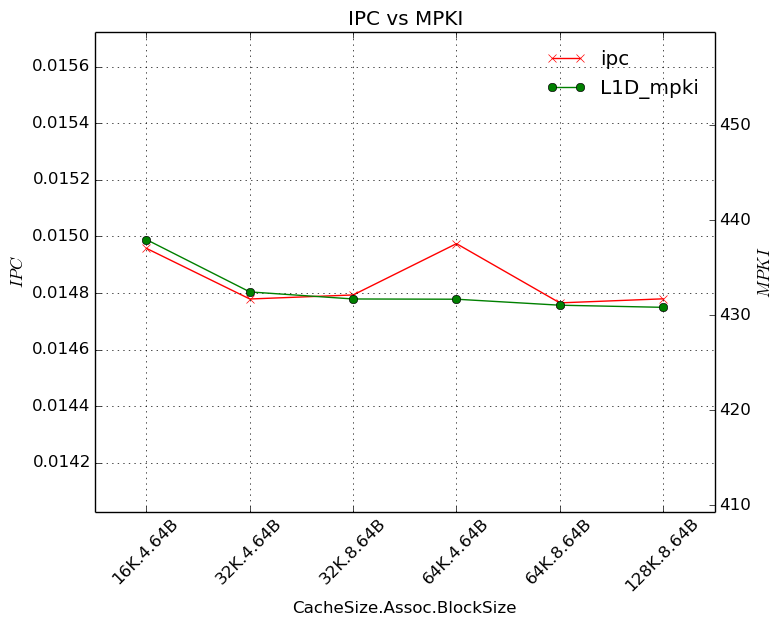 IPC vs MPKI
ipc
L1D_mpki
0.0156
0.0154
0.0152
0.0150
0.0148
0.0146
0.0144
0.0142
IPC
450
440
430
420
410
MPKI
16K.4.64B
32K.4.64B
32K.8.64B
64K.4.64B
64K.8.64B
128K.8.64B
CacheSize.Assoc.BlockSize